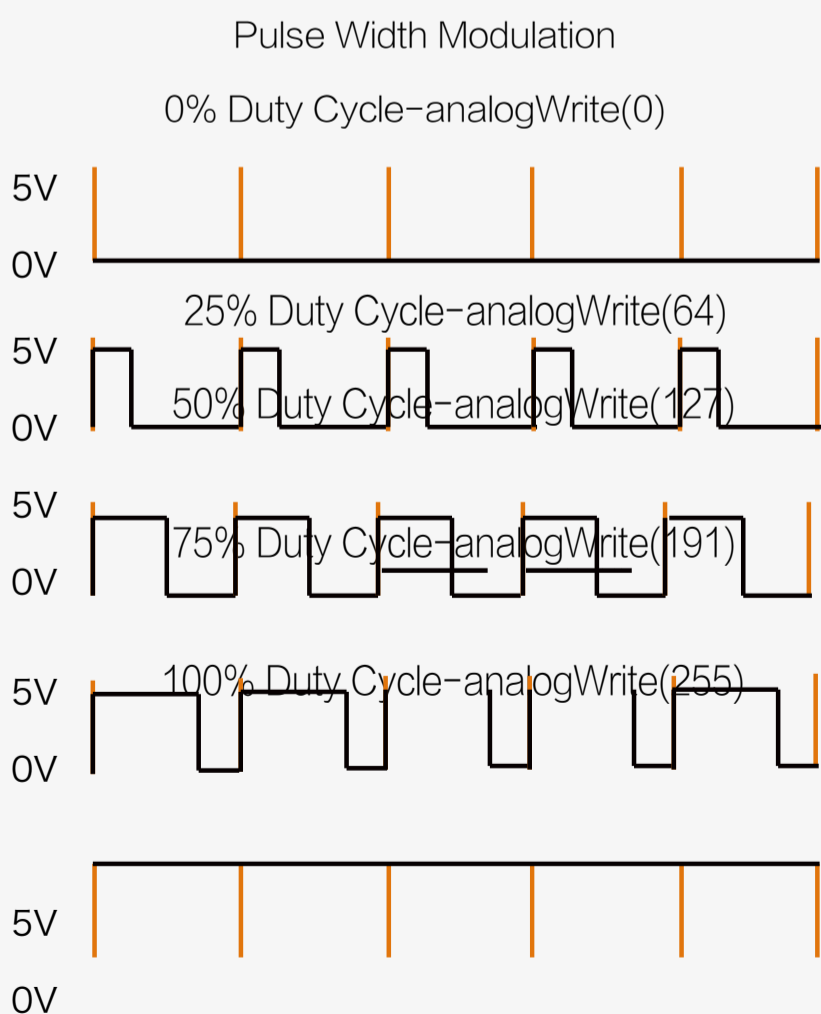 Pulse Width Modulation
0% Duty Cycle-analogWrite(0)
5V
0V
25% Duty Cycle-analogWrite(64)
5V
50% Duty Cycle-analogWrite(127)
0V
5V
75% Duty Cycle-analogWrite(191)
0V
100% Duty Cycle-analogWrite(255)
5V
0V
5V
0V